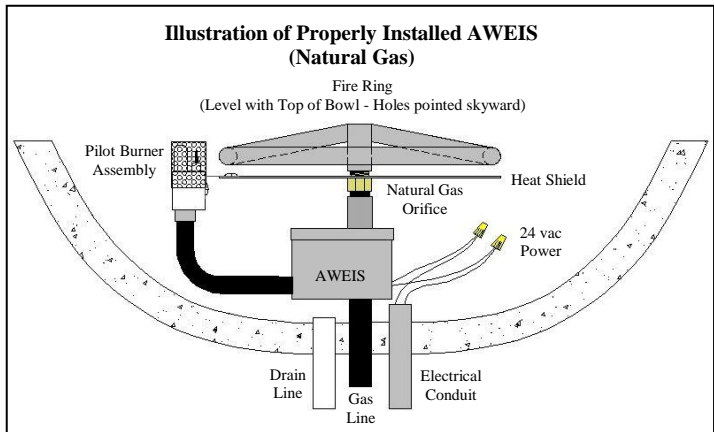 Illustration of Properly Installed AWEIS
(Natural Gas)
Fire Ring
(Level with Top of Bowl - Holes pointed skyward)
Pilot Burner
Assembly
Heat Shield
Natural Gas
Orifice
24 vac
Power
AWEIS
Drain
Line
Gas
Line
Electrical
Conduit